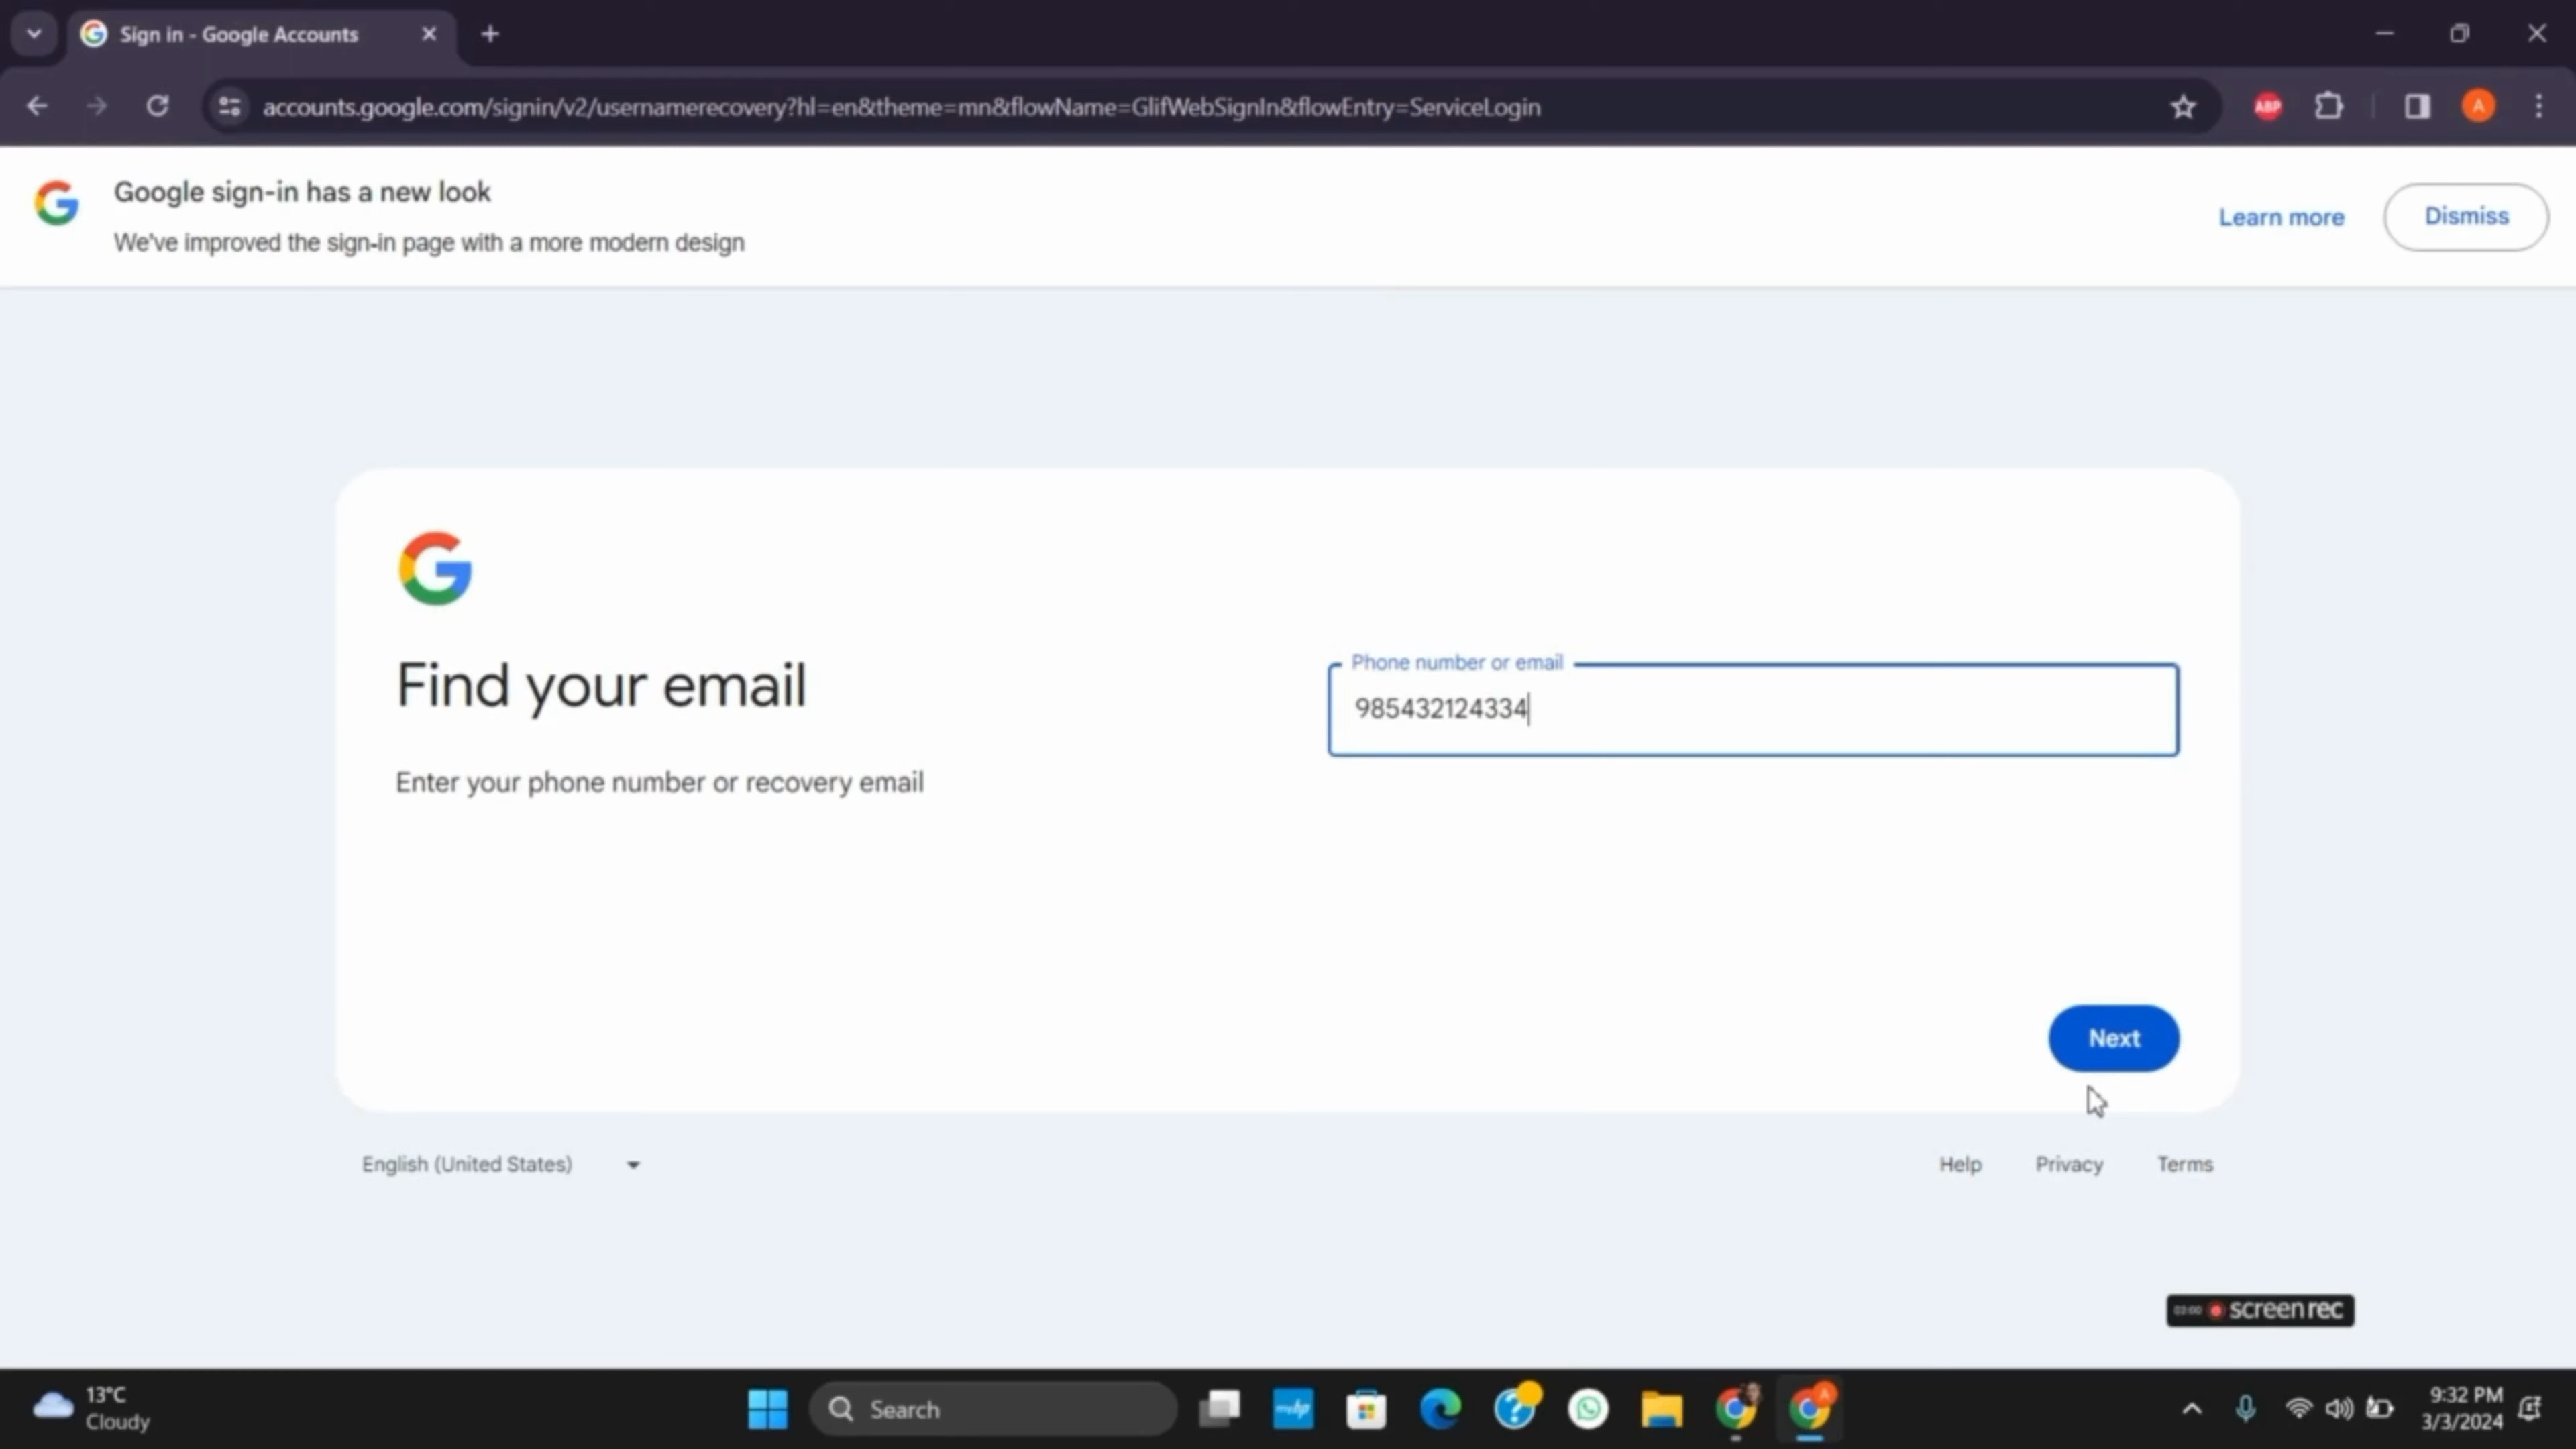 Sign in - Google Accounts
accounts.google.com/signin/v2/usernamerecovery?hl=en&theme=mn&flowName=GlifWebSignIn&flowEntry=ServiceLogin
ABP
A
Google sign-in has a new look
We've improved the sign-in page with a more modern design
Learn more
Dismiss
Find your email
Enter your phone number or recovery email
Phone number or email
985432124334
Next
English (United States)
Help
Privacy
Terms
screenrec
13°C
Cloudy
Search
myhp
A
9:32 PM
3/3/2024